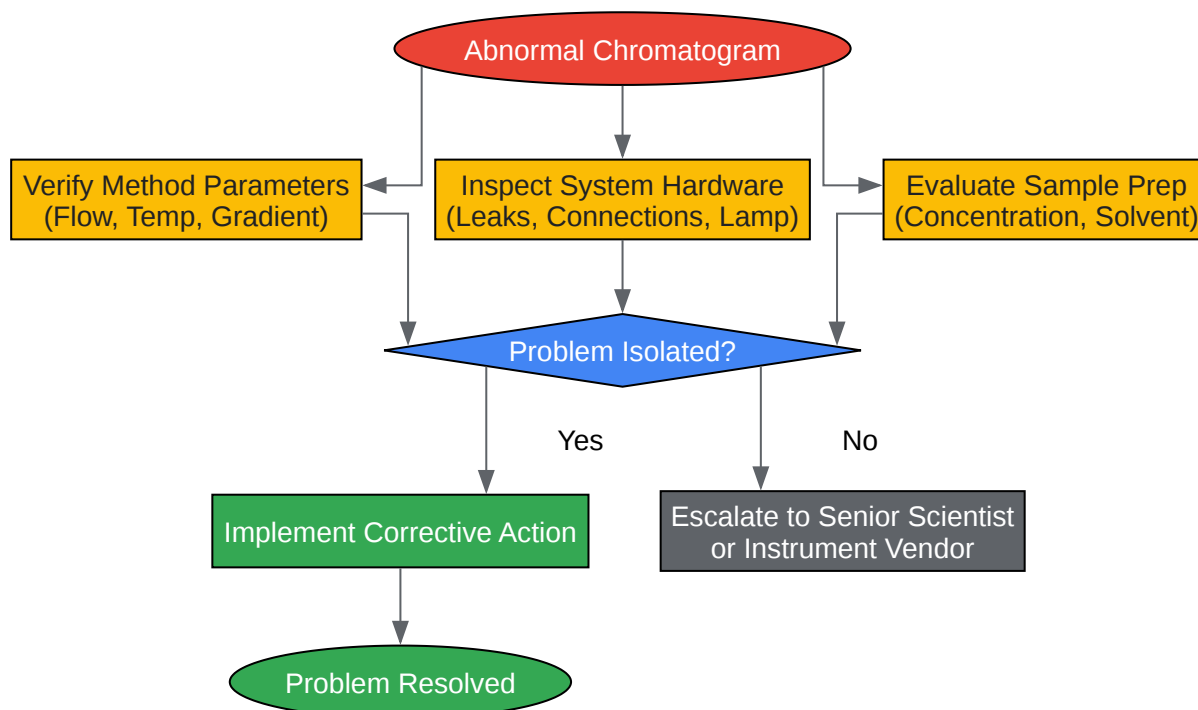 Abnormal Chromatogram
Verify Method Parameters
(Flow, Temp, Gradient)
Inspect System Hardware
(Leaks, Connections, Lamp)
Evaluate Sample Prep
(Concentration, Solvent)
Problem Isolated?
Yes
No
Implement Corrective Action
Escalate to Senior Scientist
or Instrument Vendor
Problem Resolved